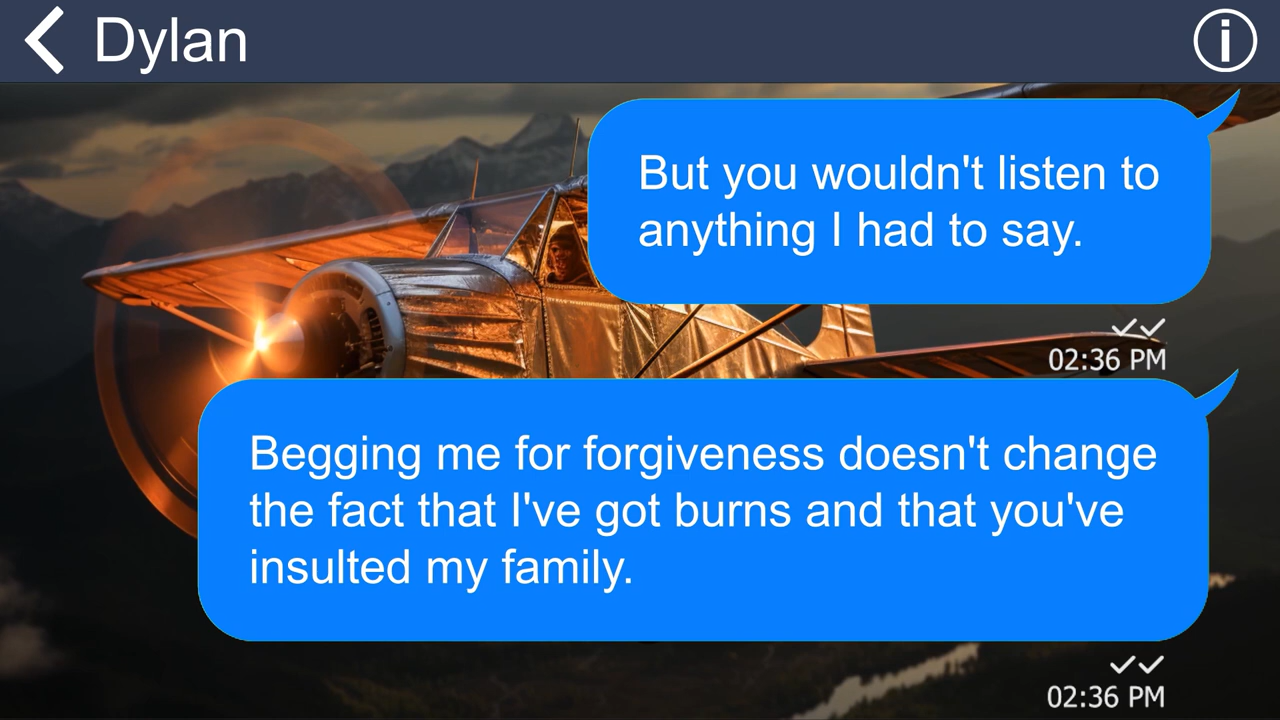 Dylan
But you wouldn't listen to
anything I had to say.
02:36 PM
Begging me for forgiveness doesn't change
the fact that I've got burns and that you've
insulted my family.
02:36 PM